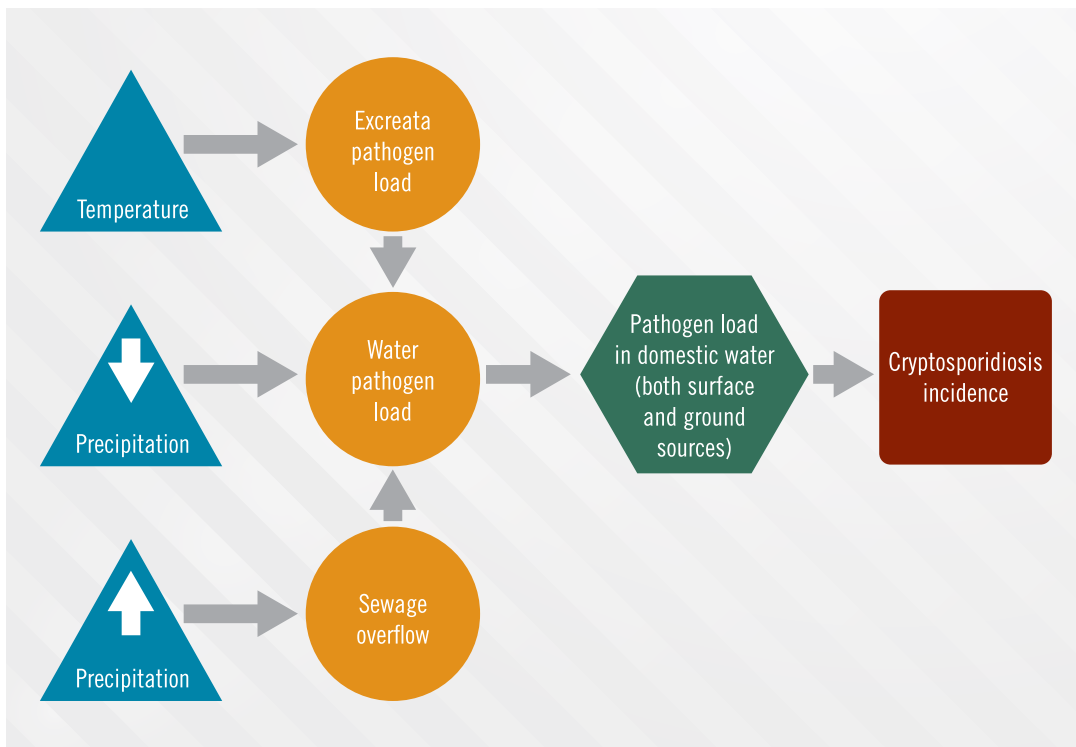 Temperature
Excreata
pathogen
load
Precipitation
Water
pathogen
load
Pathogen load
in domestic water
(both surface
and ground
sources)
Cryptosporidiosis
incidence
Precipitation
Sewage
overflow